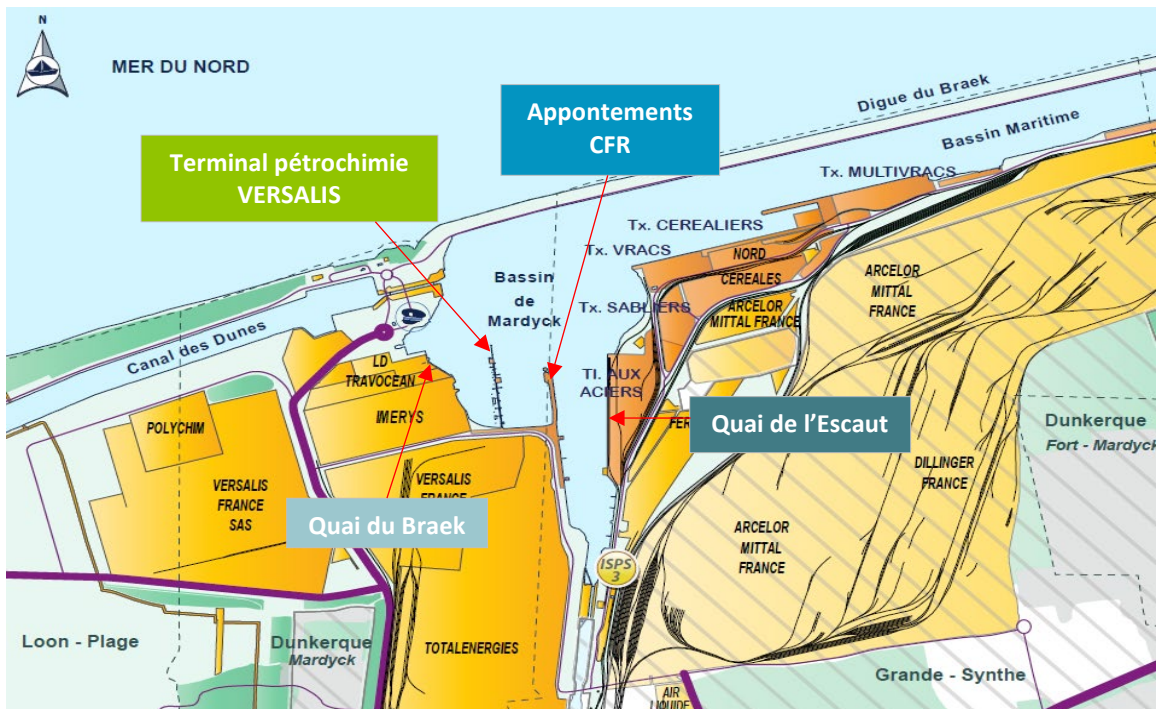 N
MER DU NORD
Appontements
CFR
Terminal pétrochimie
VERSALIS
Digue du Braek
Bassin Maritime
Tx. MULTIVRACS
Tx. CEREALIERS
Tx. VRACS
NORD
CEREALES
Bassin
de
Mardyck
Tx. SABLIERS
ARCELOR
MITTAL FRANCE
ARCELOR
MITTAL
FRANCE
Canal des Dunes
LD
TRAVOCEAN
IMERYS
POLYCHIM
TI. AUX
ACIERS
FER
Quai de l'Escaut
Dunkerque
Fort - Mardyck
DILLINGER
FRANCE
VERSALIS
FRANCE
SAS
VERSALIS
Quai du Braek
ARCELOR
MITTAL
FRANCE
ISPS
3
Loon - Plage
Dunkerque
Mardyck
TOTALENERGIES
Grande - Synthe
AIR
LIQUIDE